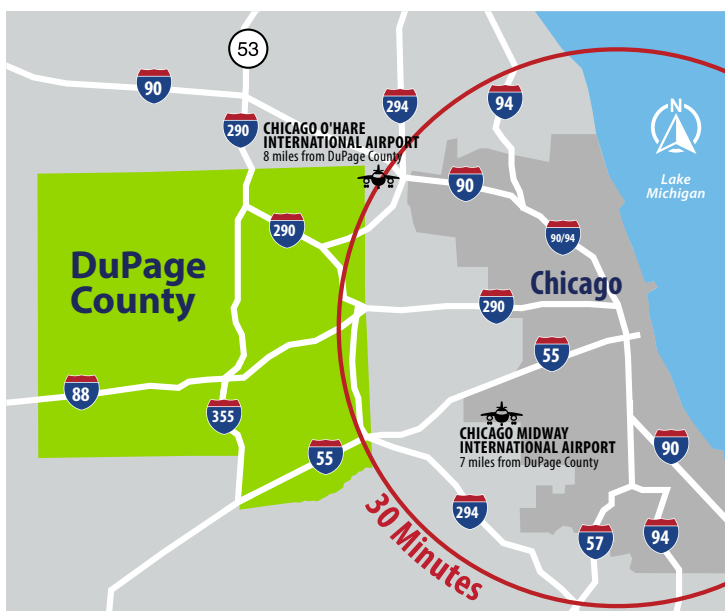 53
90
294
94
290
CHICAGO O'HARE
INTERNATIONAL AIRPORT
8 miles from DuPage County
N
Lake
Michigan
90
290
90/94
DuPage
County
Chicago
290
55
88
355
CHICAGO MIDWAY
INTERNATIONAL AIRPORT
7 miles from DuPage County
55
90
30 Minutes
294
57
94